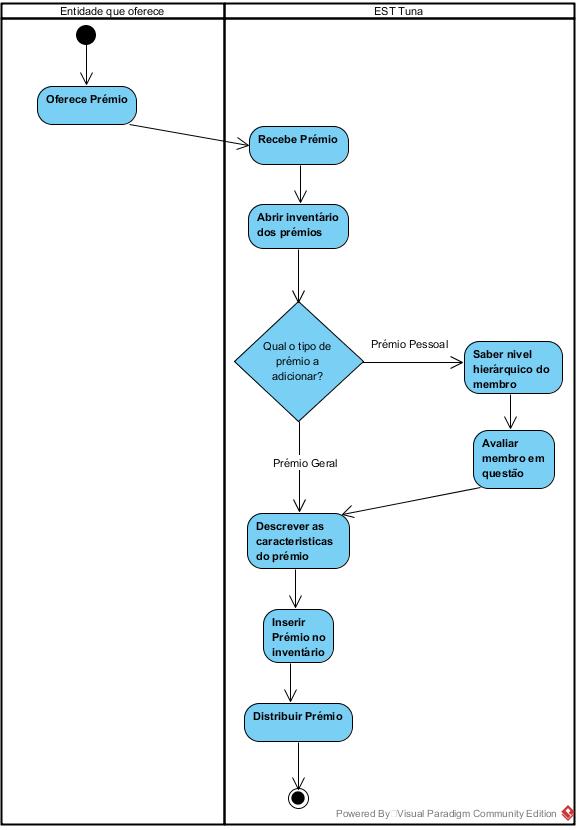 Entidade que oferece
EST Tuna
Oferece Prémio
Recebe Prémio
Abrir inventário
dos prémios
Qual o tipo de
prémio a
adicionar?
Prémio Pessoal
Saber nivel
hierárquico do
membro
Avaliar
membro em
questão
Prémio Geral
Descrever as
caracteristicas
do prémio
Inserir
Prémio no
inventário
Distribuir Prémio
Powered By Visual Paradigm Community Edition